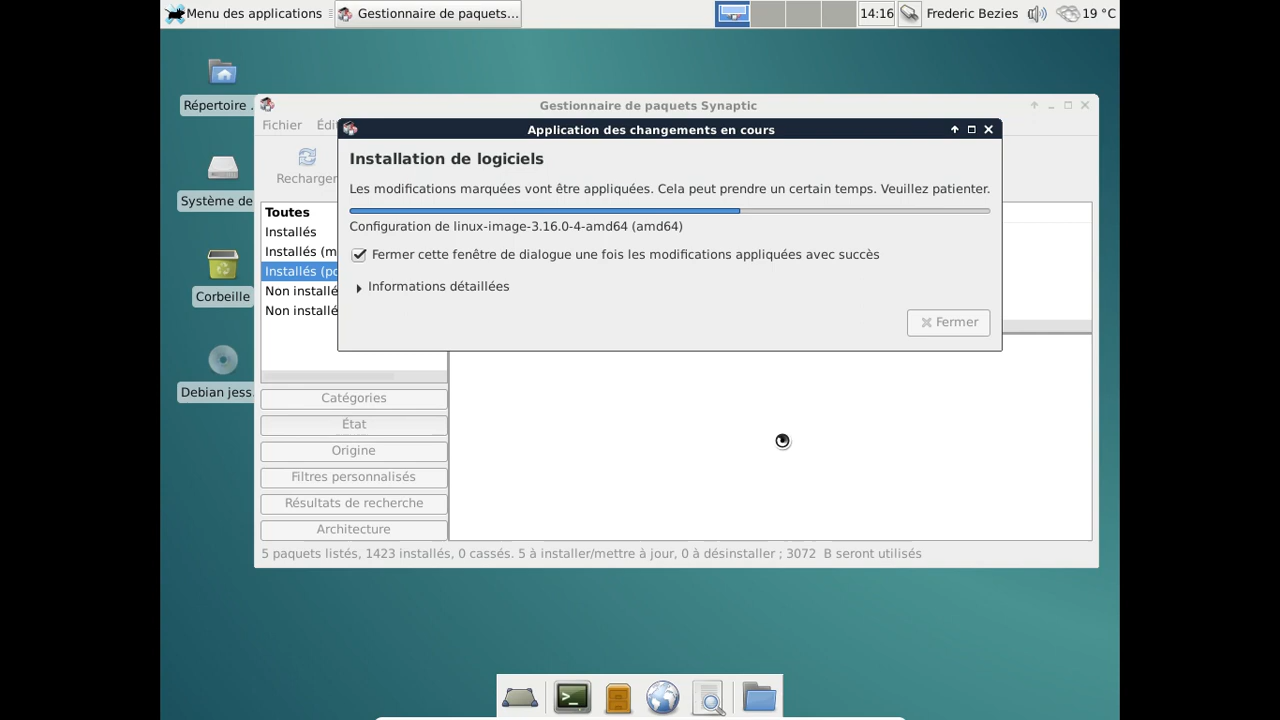 Menu des applications
Gestionnaire de paquets...
14:16
Frederic Bezies
19 °C
Répertoire
Système de
Corbeille
Debian jess
Gestionnaire de paquets Synaptic
Fichier
Recharger
Toutes
Installés
Installés (m
Installés (po
Non installé
Non installé
Application des changements en cours
Installation de logiciels
Les modifications marquées vont être appliquées. Cela peut prendre un certain temps. Veuillez patienter.
Configuration de linux-image-3.16.0-4-amd64 (amd64)
Fermer cette fenêtre de dialogue une fois les modifications appliquées avec succès
Informations détaillées
Fermer
Catégories
État
Origine
Filtres personnalisés
Résultats de recherche
Architecture
5 paquets listés, 1423 installés, 0 cassés. 5 à installer/mettre à jour, 0 à désinstaller ; 3072 B seront utilisés